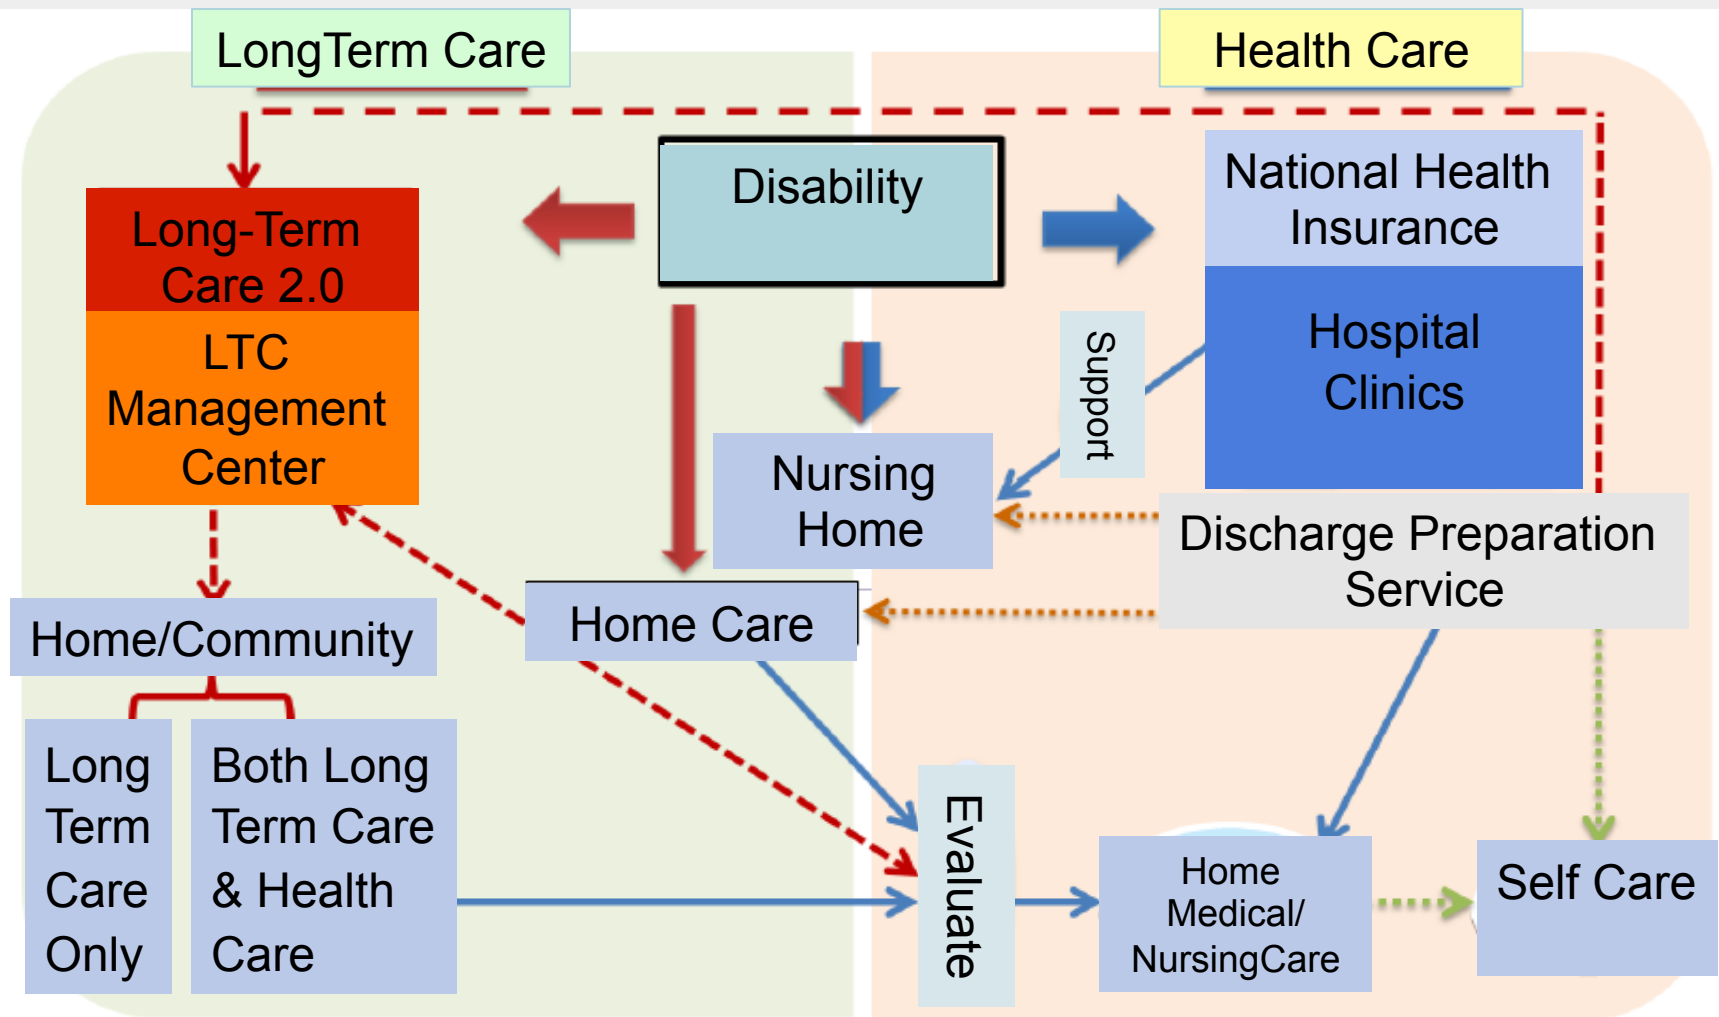 LongTerm Care
Health Care
Disability
National Health
Insurance
Long-Term
Care 2.0
Hospital
Clinics
LTC
Management
Center
Support
Nursing
Home
Discharge Preparation
Service
Home/Community
Home Care
Long
Term
Care
Only
Both Long
Term Care
& Health
Care
Evaluate
Home
Medical/
NursingCare
Self Care